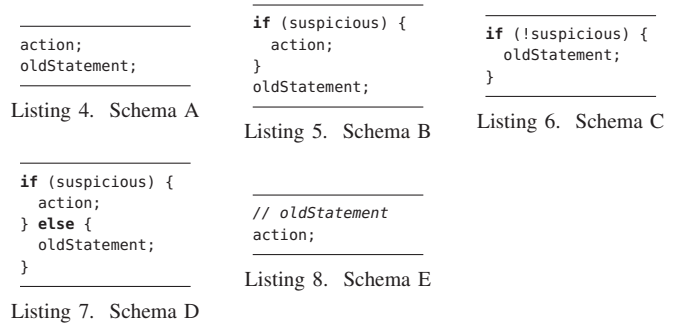 action;
oldStatement;
Listing 4. Schema A
if (suspicious) {
action;
}
oldStatement;
Listing 5. Schema B
if (!suspicious) {
oldStatement;
}
Listing 6. Schema C
if (suspicious) {
action;
} else {
oldStatement;
}
Listing 7. Schema D
// oldStatement
action;
Listing 8. Schema E